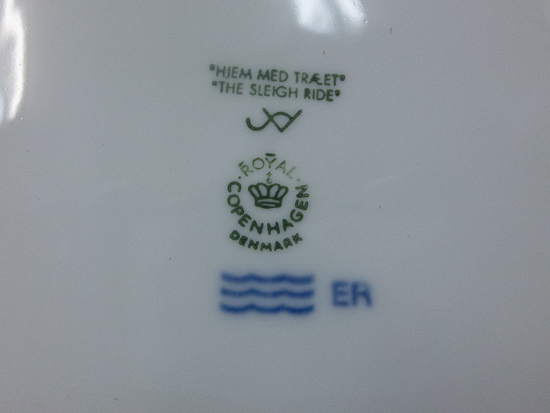 "HJEM MED TRÆET"
"THE SLEIGH RIDE"
ROYAL
COPENHAGEN
DENMARK
ER